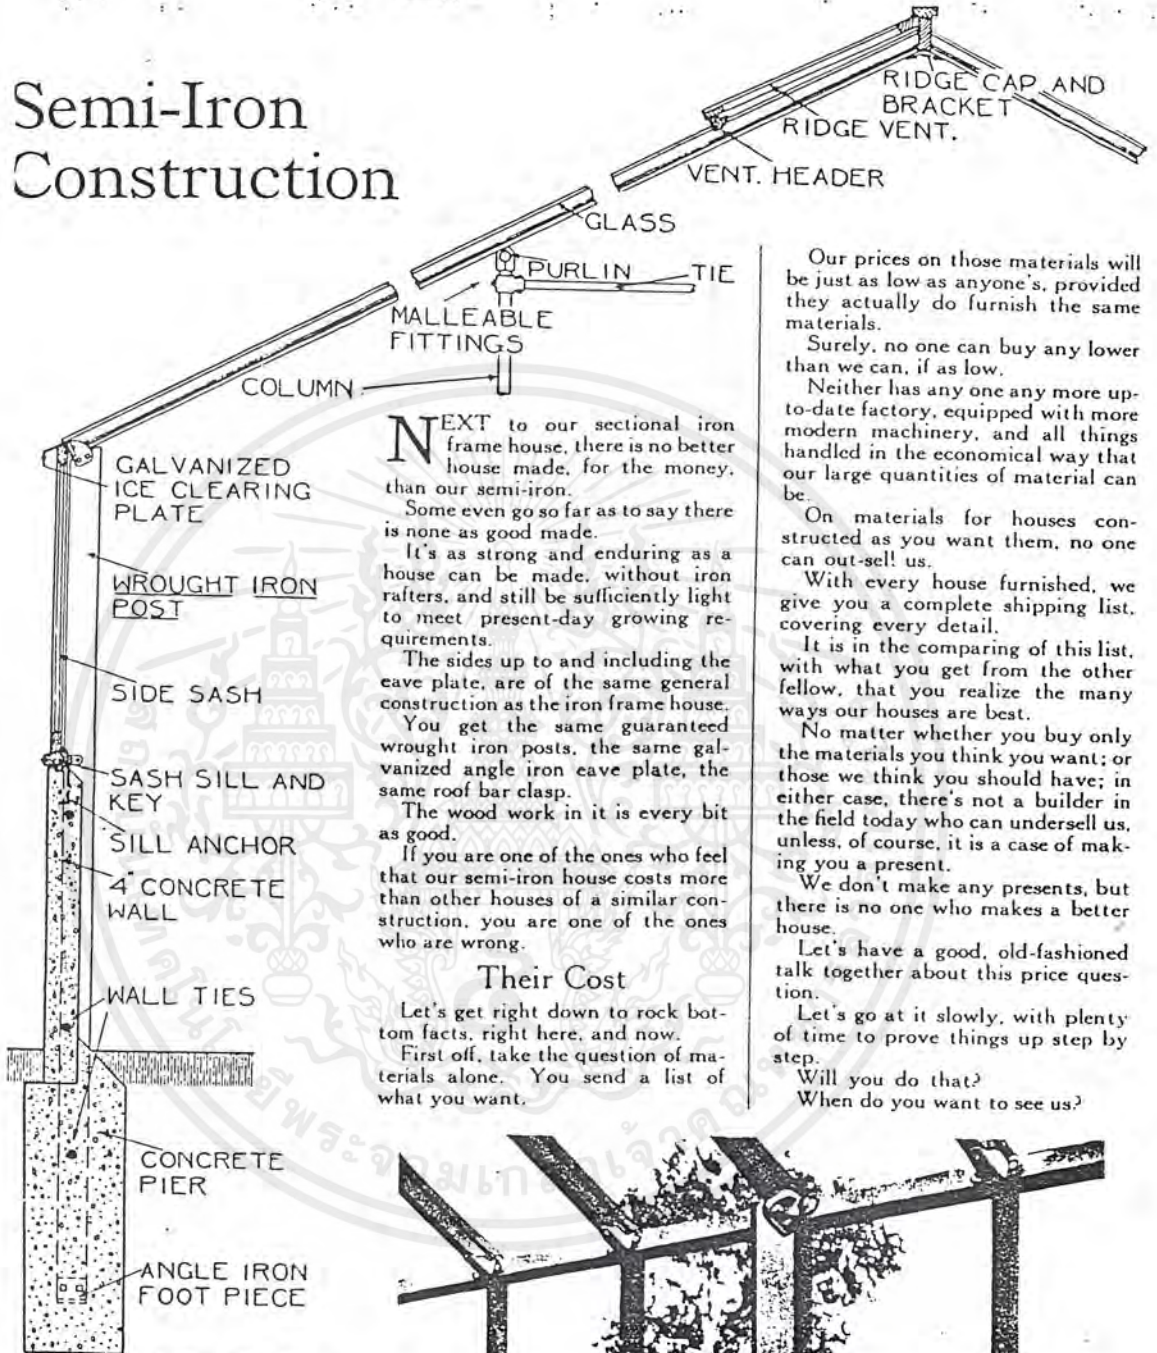 Semi-Iron
Construction
RIDGE CAP AND
BRACKET
RIDGE VENT.
VENT. HEADER
GLASS
PURLIN
TIE
MALLEABLE
FITTINGS
COLUMN
GALVANIZED
ICE CLEARING
PLATE
WROUGHT IRON
POST
SIDE SASH
SASH SILL AND
KEY
SILL ANCHOR
4" CONCRETE
WALL
WALL TIES
CONCRETE
PIER
ANGLE IRON
FOOT PIECE
NEXT to our sectional iron
frame house, there is no better
house made, for the money,
than our semi-iron.
Some even go so far as to say there
is none as good made.
It's as strong and enduring as a
house can be made, without iron
rafters, and still be sufficiently light
to meet present-day growing re-
quirements.
The sides up to and including the
eave plate, are of the same general
construction as the iron frame house.
You get the same guaranteed
wrought iron posts, the same gal-
vanized angle iron eave plate, the
same roof bar clasp.
The wood work in it is every bit
as good.
If you are one of the ones who feel
that our semi-iron house costs more
than other houses of a similar con-
struction, you are one of the ones
who are wrong.
Their Cost
Let's get right down to rock bot-
tom facts, right here, and now.
First off, take the question of ma-
terials alone. You send a list of
what you want.
Our prices on those materials will
be just as low as anyone's, provided
they actually do furnish the same
materials.
Surely, no one can buy any lower
than we can, if as low.
Neither has any one any more up-
to-date factory, equipped with more
modern machinery, and all things
handled in the economical way that
our large quantities of material can
be.
On materials for houses con-
structed as you want them, no one
can out-sell us.
With every house furnished, we
give you a complete shipping list,
covering every detail.
It is in the comparing of this list,
with what you get from the other
fellow, that you realize the many
ways our houses are best.
No matter whether you buy only
the materials you think you want; or
those we think you should have; in
either case, there's not a builder in
the field today who can undersell us,
unless, of course, it is a case of mak-
ing you a present.
We don't make any presents, but
there is no one who makes a better
house.
Let's have a good, old-fashioned
talk together about this price ques-
tion.
Let's go at it slowly, with plenty
of time to prove things up step by
step.
Will you do that?
When do you want to see us?